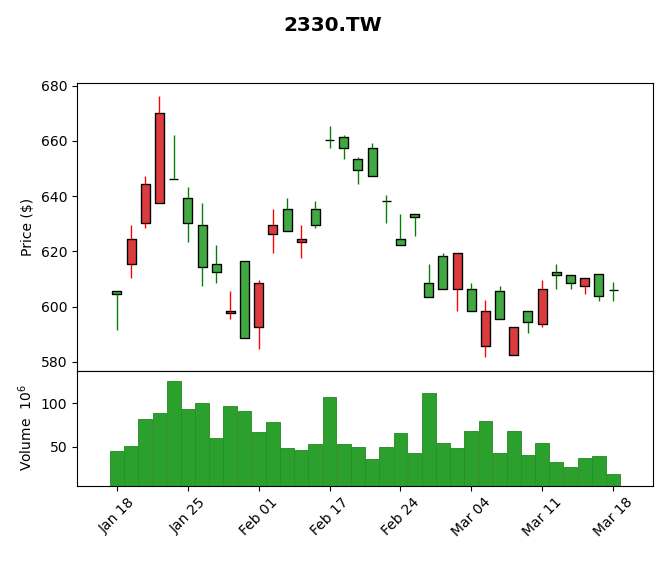 2330.TW
680
660
640
620
600
580
Price ($)
100
50
Volume 10^6
Jan 18
Jan 25
Feb 01
Feb 17
Feb 24
Mar 04
Mar 11
Mar 18